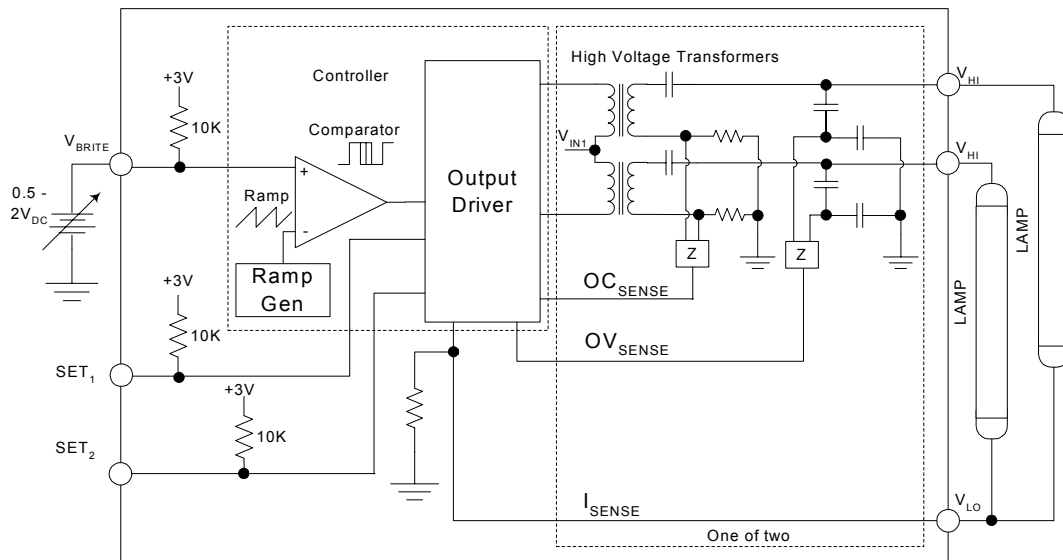 High Voltage Transformers
Controller
+3V
V_HI
10K
V_BRITE
Comparator
V_IN1
V_HI
Output
Driver
+
0.5 -
2V_DC
Ramp
-
Ramp
Gen
Z
Z
LAMP
LAMP
OC_SENSE
+3V
10K
OV_SENSE
SET_1
+3V
10K
SET_2
I_SENSE
V_LO
One of two